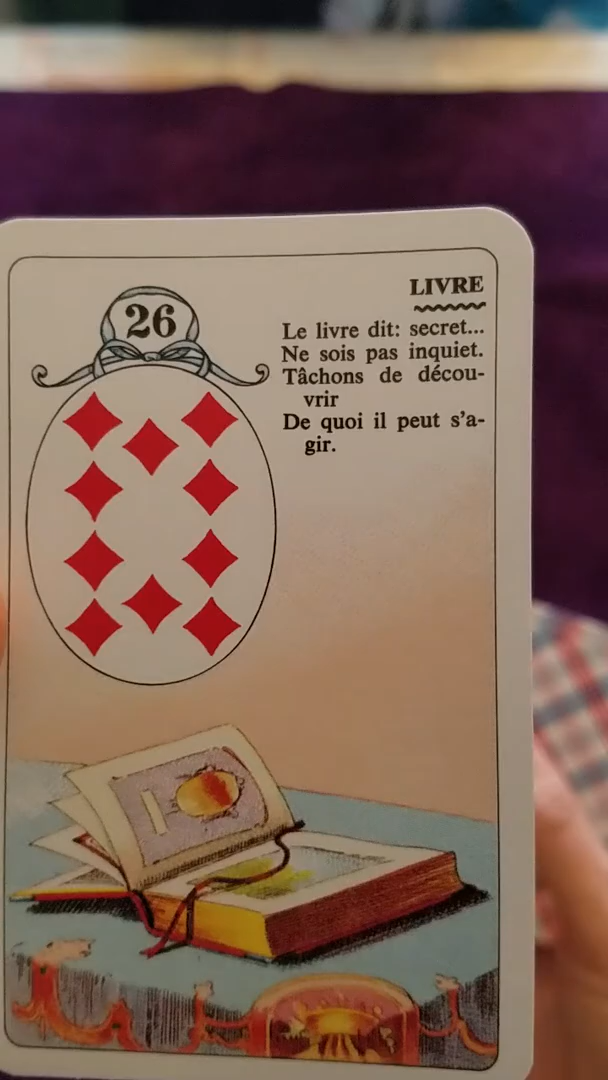 26
LIVRE
Le livre dit: secret...
Ne sois pas inquiet.
Tâchons de décou-
vrir
De quoi il peut s'a-
gir.